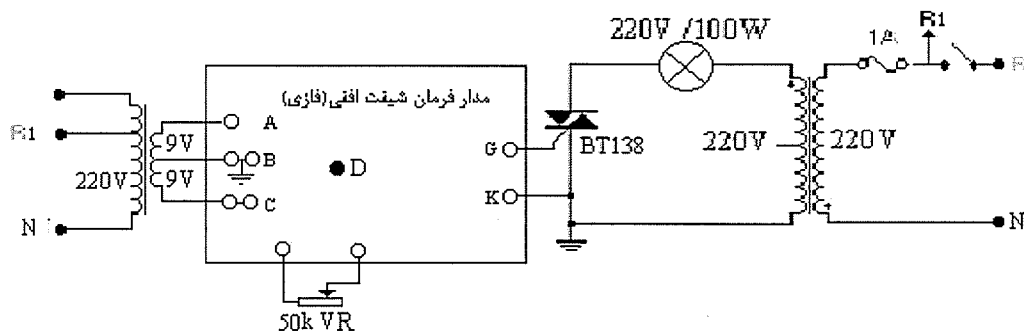 220V /100W
1A
R1
R
مدار فرمان شیفت افقی(فازی)
R1
220V
9V
9V
A
B
C
D
G
K
BT138
220V
220V
N
N
50k VR